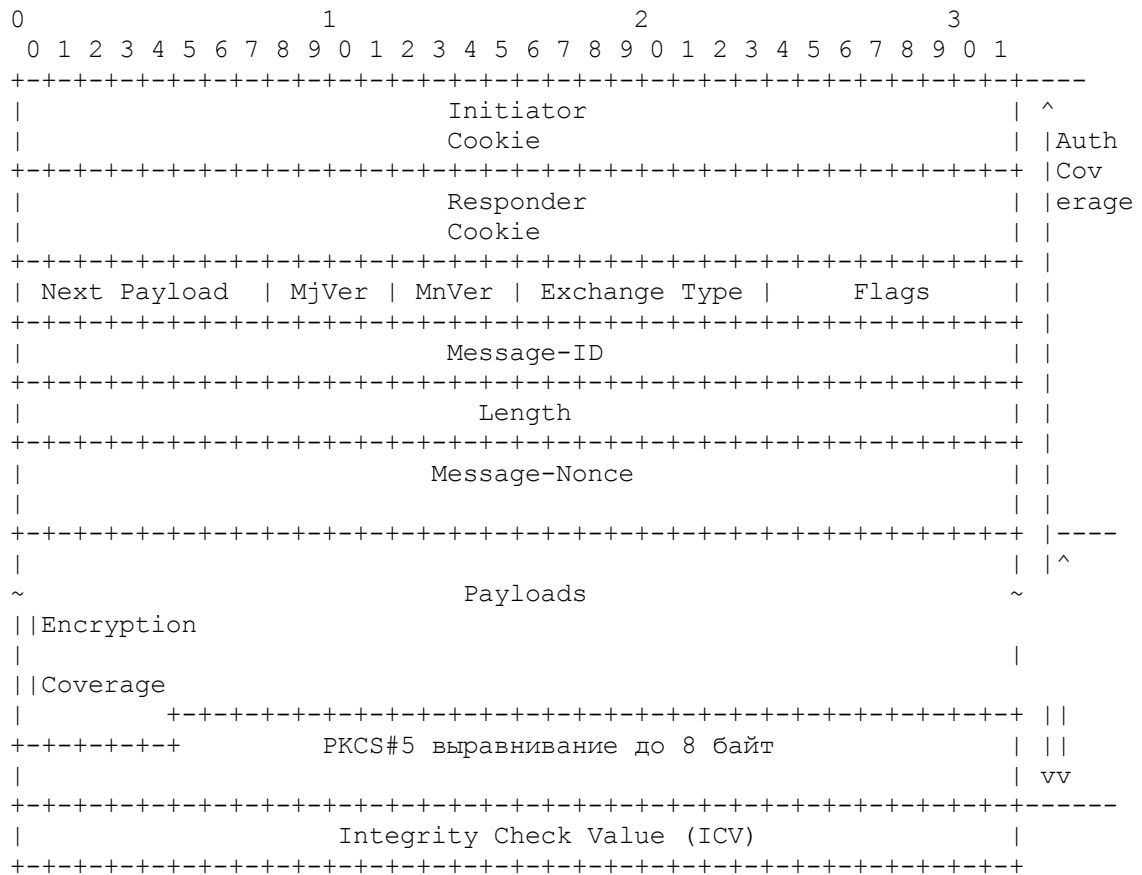 0                   1                   2                   3
 0 1 2 3 4 5 6 7 8 9 0 1 2 3 4 5 6 7 8 9 0 1 2 3 4 5 6 7 8 9 0 1
+-+-+-+-+-+-+-+-+-+-+-+-+-+-+-+-+-+-+-+-+-+-+-+-+-+-+-+-+-+-+-+-+----
|                           Initiator                           | ^
|                           Cookie                              | |Auth
+-+-+-+-+-+-+-+-+-+-+-+-+-+-+-+-+-+-+-+-+-+-+-+-+-+-+-+-+-+-+-+-+ |Cov
|                           Responder                           | |erage
|                           Cookie                              | |
+-+-+-+-+-+-+-+-+-+-+-+-+-+-+-+-+-+-+-+-+-+-+-+-+-+-+-+-+-+-+-+-+ |
| Next Payload  | MjVer | MnVer | Exchange Type |     Flags     | |
+-+-+-+-+-+-+-+-+-+-+-+-+-+-+-+-+-+-+-+-+-+-+-+-+-+-+-+-+-+-+-+-+ |
|                           Message-ID                          | |
+-+-+-+-+-+-+-+-+-+-+-+-+-+-+-+-+-+-+-+-+-+-+-+-+-+-+-+-+-+-+-+-+ |
|                             Length                            | |
+-+-+-+-+-+-+-+-+-+-+-+-+-+-+-+-+-+-+-+-+-+-+-+-+-+-+-+-+-+-+-+-+ |
|                          Message-Nonce                        | |
|                                                               | |
+-+-+-+-+-+-+-+-+-+-+-+-+-+-+-+-+-+-+-+-+-+-+-+-+-+-+-+-+-+-+-+-+ |----
|                                                               | |^
~                            Payloads                           ~
||Encryption
|                                                               |
||Coverage
|         +-+-+-+-+-+-+-+-+-+-+-+-+-+-+-+-+-+-+-+-+-+-+-+-+-+-+-+ ||
+-+-+-+-+-+         PKCS#5 выравнивание до 8 байт               | ||
|                                                               | vv
+-+-+-+-+-+-+-+-+-+-+-+-+-+-+-+-+-+-+-+-+-+-+-+-+-+-+-+-+-+-+-+-+------
|                    Integrity Check Value (ICV)                |
+-+-+-+-+-+-+-+-+-+-+-+-+-+-+-+-+-+-+-+-+-+-+-+-+-+-+-+-+-+-+-+-+